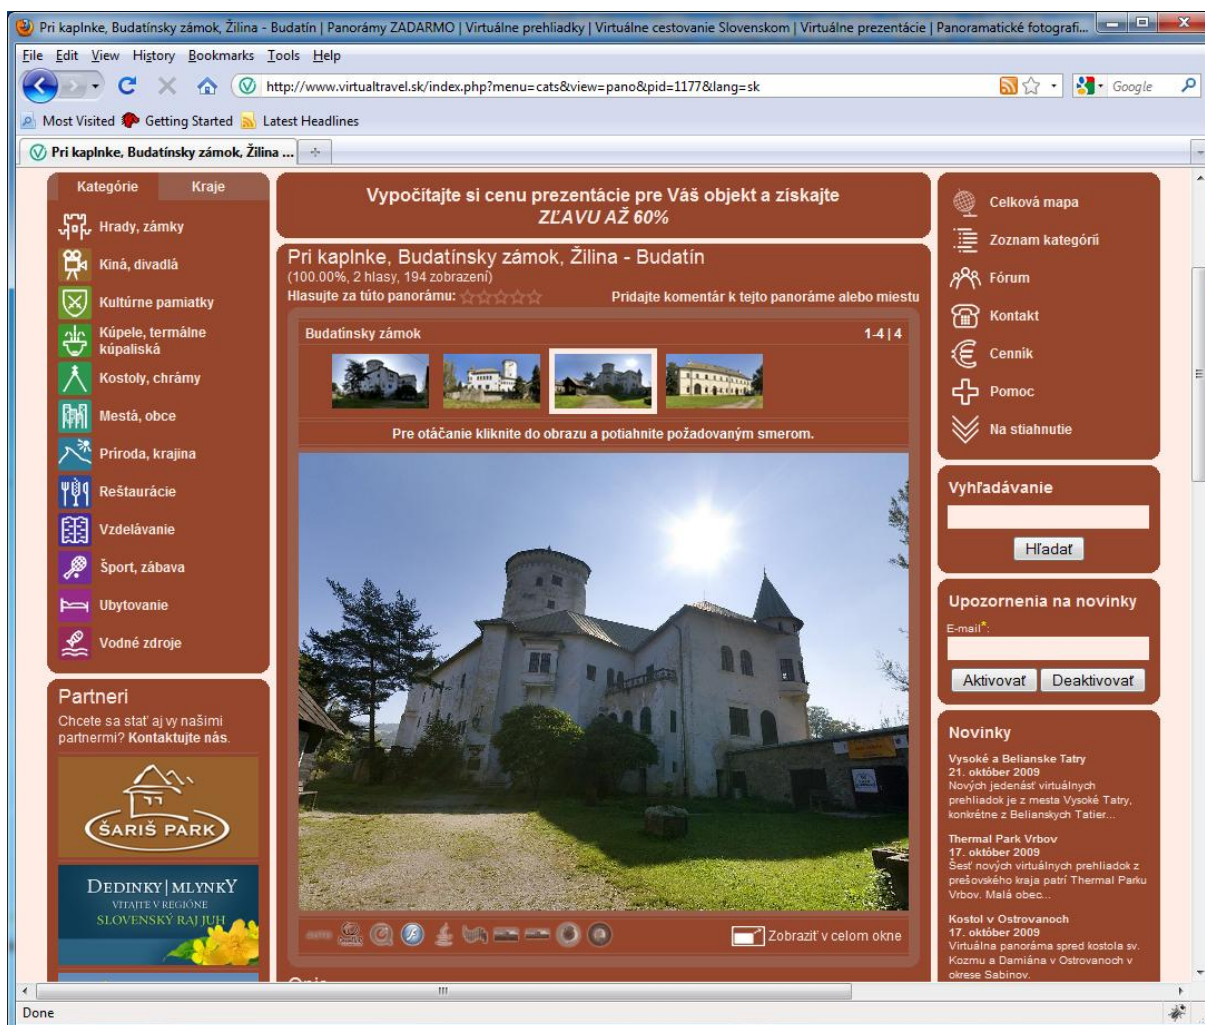 Pri kaplnke, Budatínsky zámok, Žilina - Budatín | Panorámy ZADARMO | Virtuálne prehliadky | Virtuálne cestovanie Slovenskom | Virtuálne prezentácie | Panoramatické fotografi...
File Edit View History Bookmarks Tools Help
http://www.virtualtravel.sk/index.php?menu=cats&view=pano&pid=1177&lang=sk
Google
Most Visited Getting Started Latest Headlines
Pri kaplnke, Budatínsky zámok, Žilina ...
Kategórie Kraje
Hrady, zámky
Kiná, divadlá
Kultúrne pamiatky
Kúpele, termálne
kúpaliská
Kostoly, chrámy
Mestá, obce
Príroda, krajina
Reštaurácie
Vzdelávanie
Šport, zábava
Ubytovanie
Vodné zdroje
Partneri
Chcete sa stať aj vy našimi
partnermi? Kontaktujte nás.
ŠARIŠ PARK
DEDINKY | MLYNKY
VITAJTE V REGIÓNE
SLOVENSKÝ RAJ JUH
Vypočítajte si cenu prezentácie pre Váš objekt a získajte
ZĽAVU AŽ 60%
Pri kaplnke, Budatínsky zámok, Žilina - Budatín
(100.00%, 2 hlasy, 194 zobrazení)
Hlasujte za túto panorámu:
Pridajte komentár k tejto panoráme alebo miestu
Budatínsky zámok 1-4 | 4
Pre otáčanie kliknite do obrazu a potiahnite požadovaným smerom.
Zobraziť v celom okne
Opis
Celková mapa
Zoznam kategórií
Fórum
Kontakt
Cenník
Pomoc
Na stiahnutie
Vyhľadávanie
Hľadať
Upozornenia na novinky
E-mail*:
Aktivovať Deaktivovať
Novinky
Vysoké a Belianske Tatry
21. október 2009
Nových jedenásť virtuálnych
prehliadok je z mesta Vysoké Tatry,
konkrétne z Belianskych Tatier...
Thermal Park Vrbov
17. október 2009
Šesť nových virtuálnych prehliadok z
prešovského kraja patrí Thermal Parku
Vrbov. Malá obec...
Kostol v Ostrovanoch
17. október 2009
Virtuálna panoráma spred kostola sv.
Kozmu a Damiána v Ostrovanoch v
okrese Sabinov.
Done